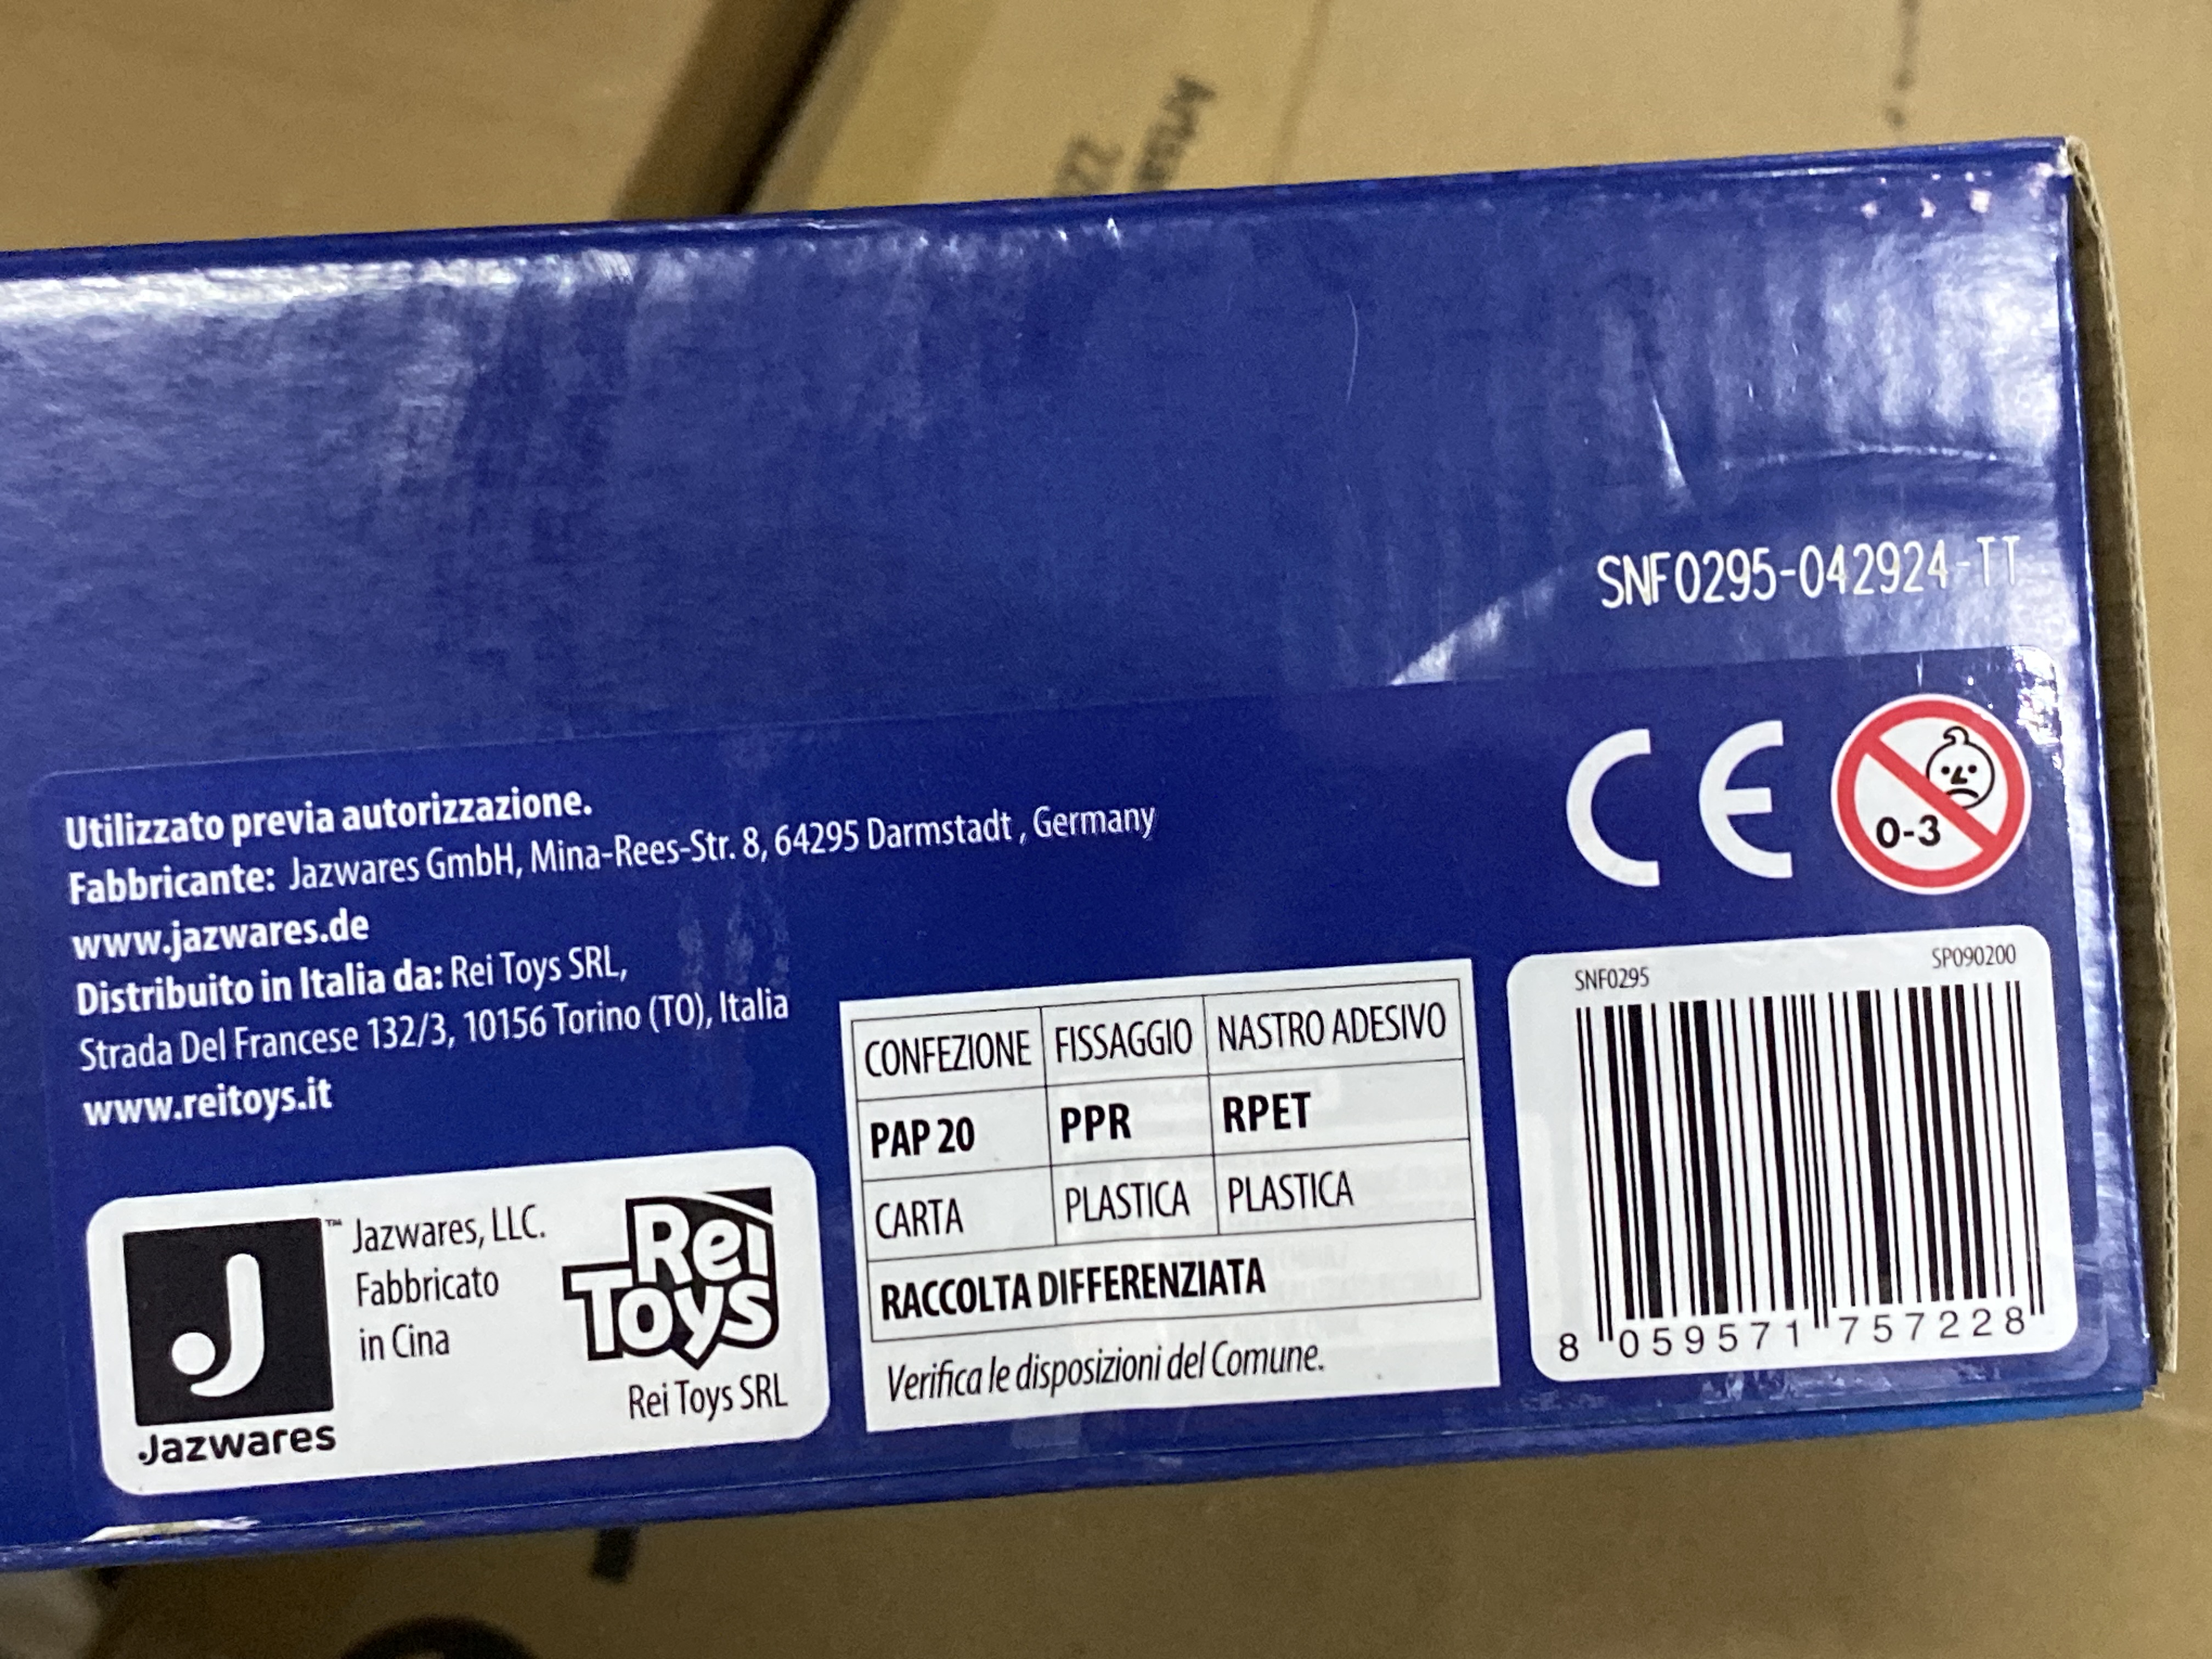 SNF0295-042924-TT
Utilizzato previa autorizzazione.
Fabbricante: Jazwares GmbH, Mina-Rees-Str. 8, 64295 Darmstadt , Germany
www.jazwares.de
Distribuito in Italia da: Rei Toys SRL,
Strada Del Francese 132/3, 10156 Torino (TO), Italia
www.reitoys.it
J
Jazwares
™ Jazwares, LLC.
Fabbricato
in Cina
Rei
Toys
Rei Toys SRL
CONFEZIONE FISSAGGIO NASTRO ADESIVO
PAP 20 PPR RPET
CARTA PLASTICA PLASTICA
RACCOLTA DIFFERENZIATA
Verifica le disposizioni del Comune.
CE
0-3
SNF0295 SP090200
8 059571 757228